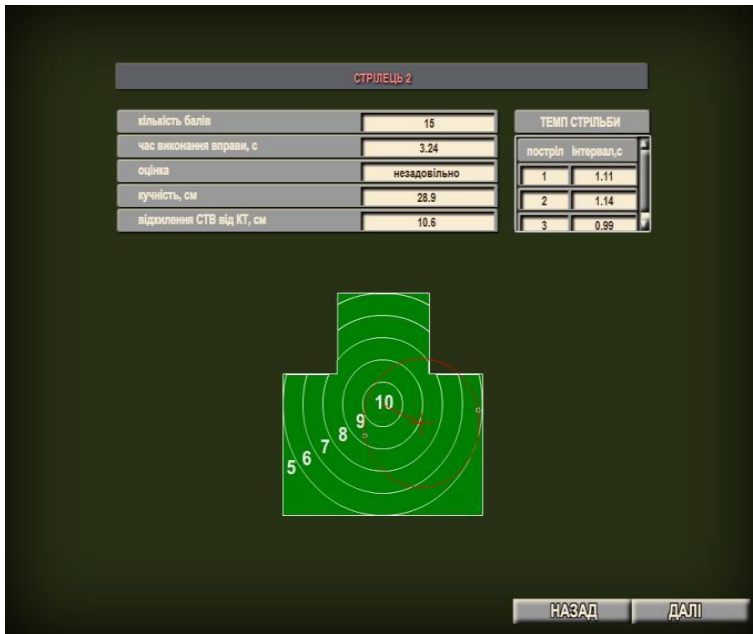 СТРІЛЕЦЬ 2
кількість балів 15
час виконання вправи, с 3.24
оцінка незадовільно
кучність, см 28.9
відхилення СТВ від КТ, см 10.6
ТЕМП СТРІЛЬБИ
постріл інтервал,с
1 1.11
2 1.14
3 0.99
10
9
8
7
6
5
НАЗАД ДАЛІ